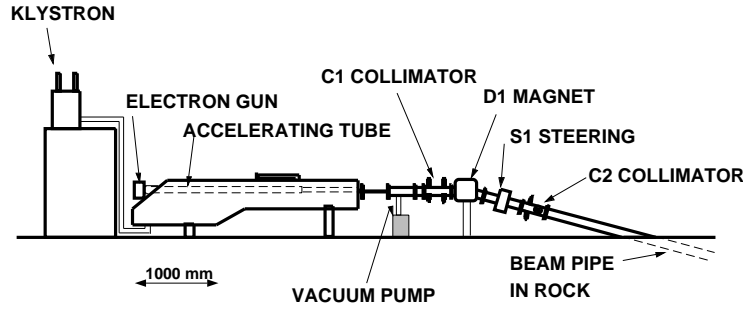 KLYSTRON
C1 COLLIMATOR
D1 MAGNET
ELECTRON GUN
ACCELERATING TUBE
S1 STEERING
C2 COLLIMATOR
1000 mm
VACUUM PUMP
BEAM PIPE
IN ROCK